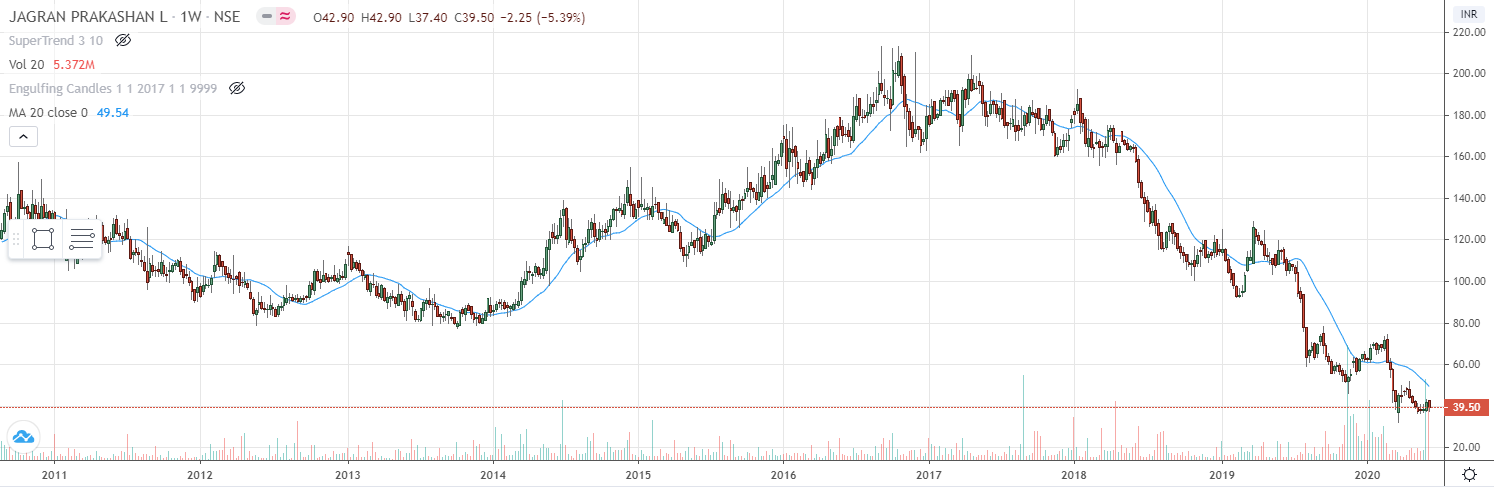 JAGRAN PRAKASHAN L · 1W · NSE O42.90 H42.90 L37.40 C39.50 −2.25 (−5.39%)
INR
SuperTrend 3 10
Vol 20 5.372M
Engulfing Candles 1 1 2017 1 1 9999
MA 20 close 0 49.54
220.00
200.00
180.00
160.00
140.00
120.00
100.00
80.00
60.00
39.50
20.00
2011 2012 2013 2014 2015 2016 2017 2018 2019 2020